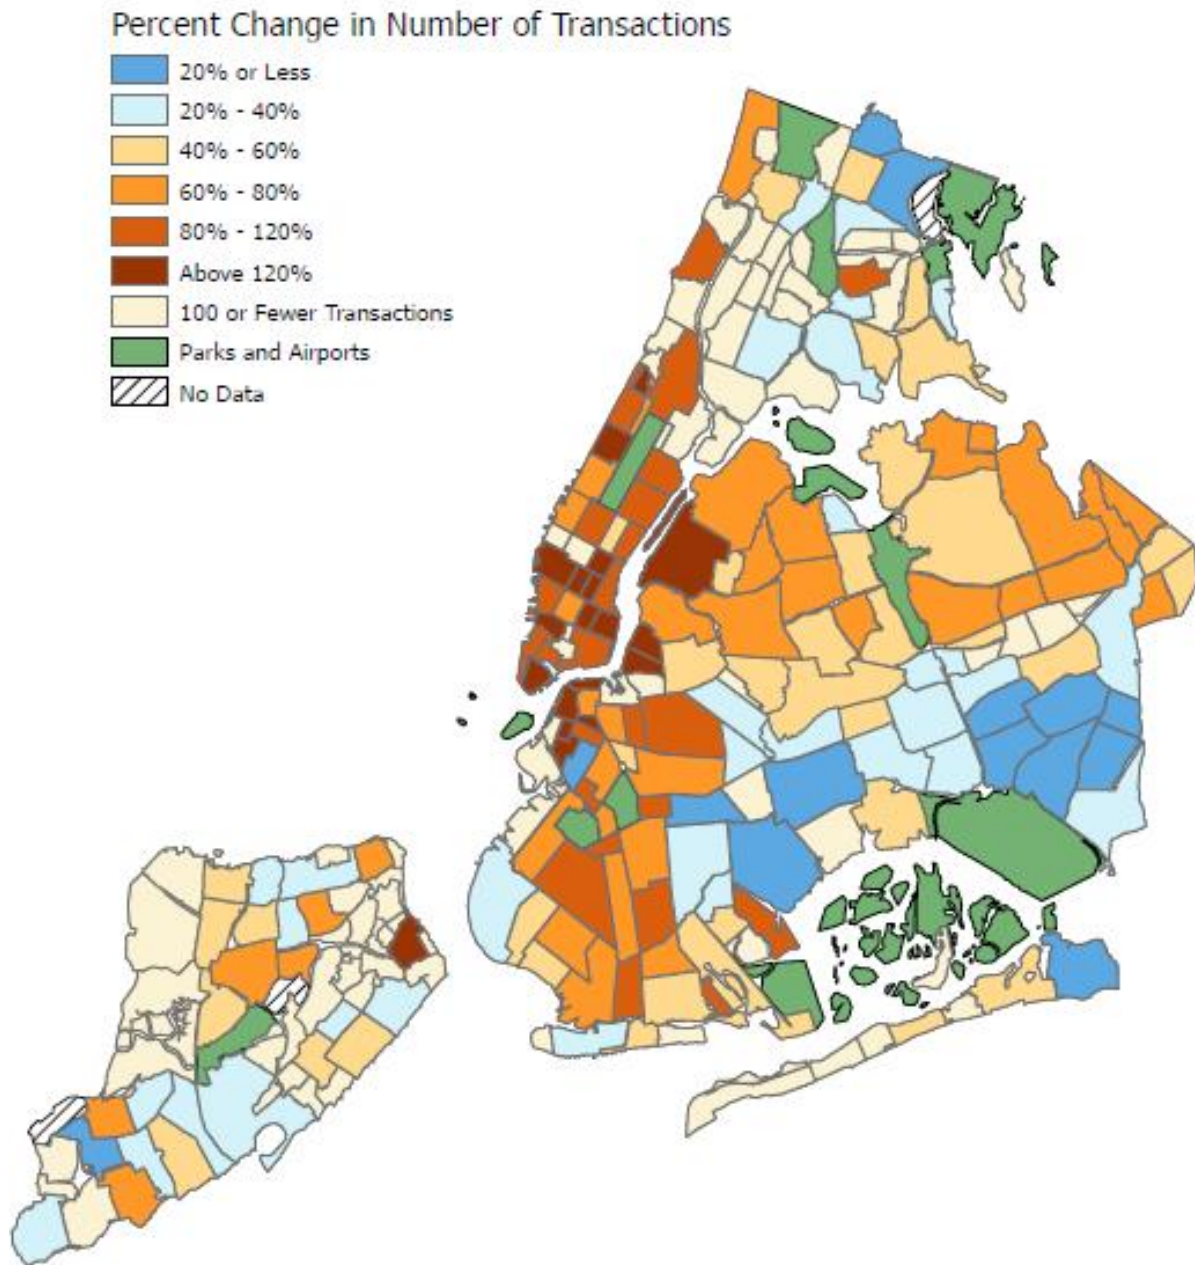 Percent Change in Number of Transactions
20% or Less
20% - 40%
40% - 60%
60% - 80%
80% - 120%
Above 120%
100 or Fewer Transactions
Parks and Airports
No Data